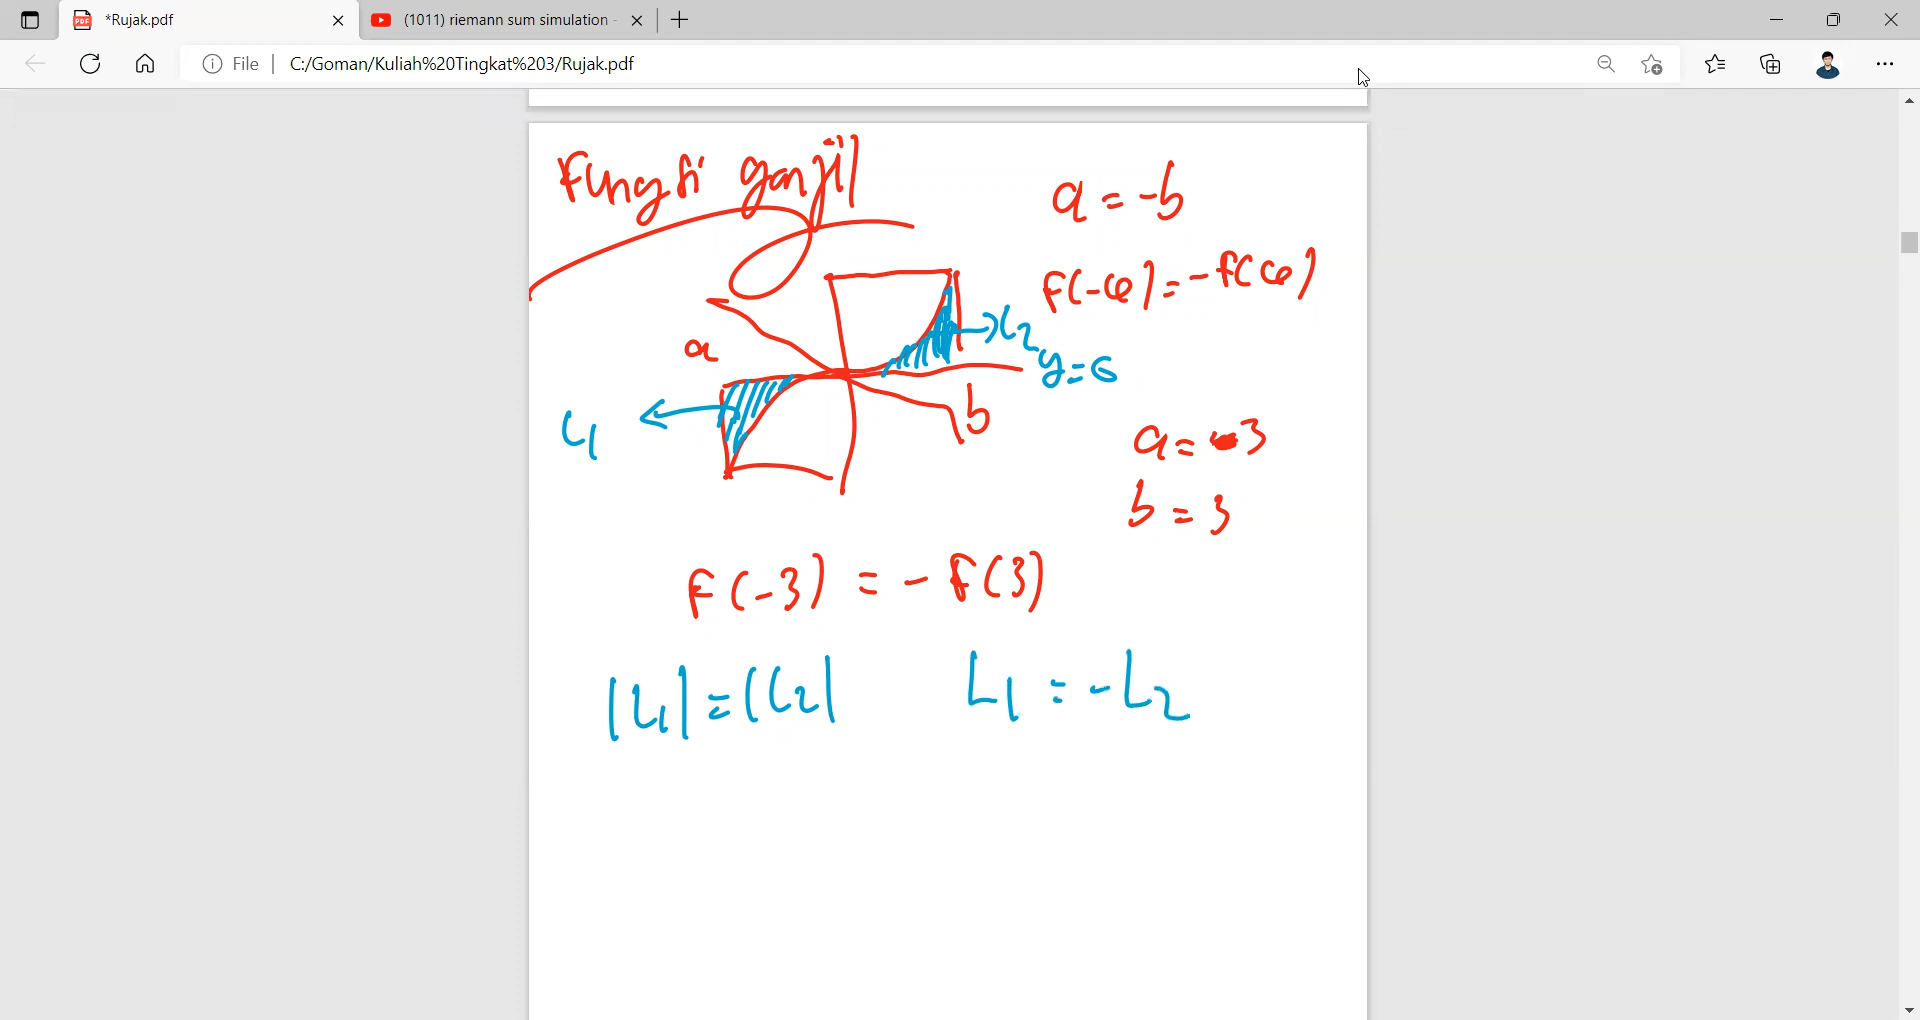 *Rujak.pdf
(1011) riemann sum simulation -
File
C:/Goman/Kuliah%20Tingkat%203/Rujak.pdf
Fungsi ganjil
a = -b
a
L2
y=0
L1
b
a = -3
b = 3
F(-3) = - F(3)
|L1| = |L2|
L1 = -L2